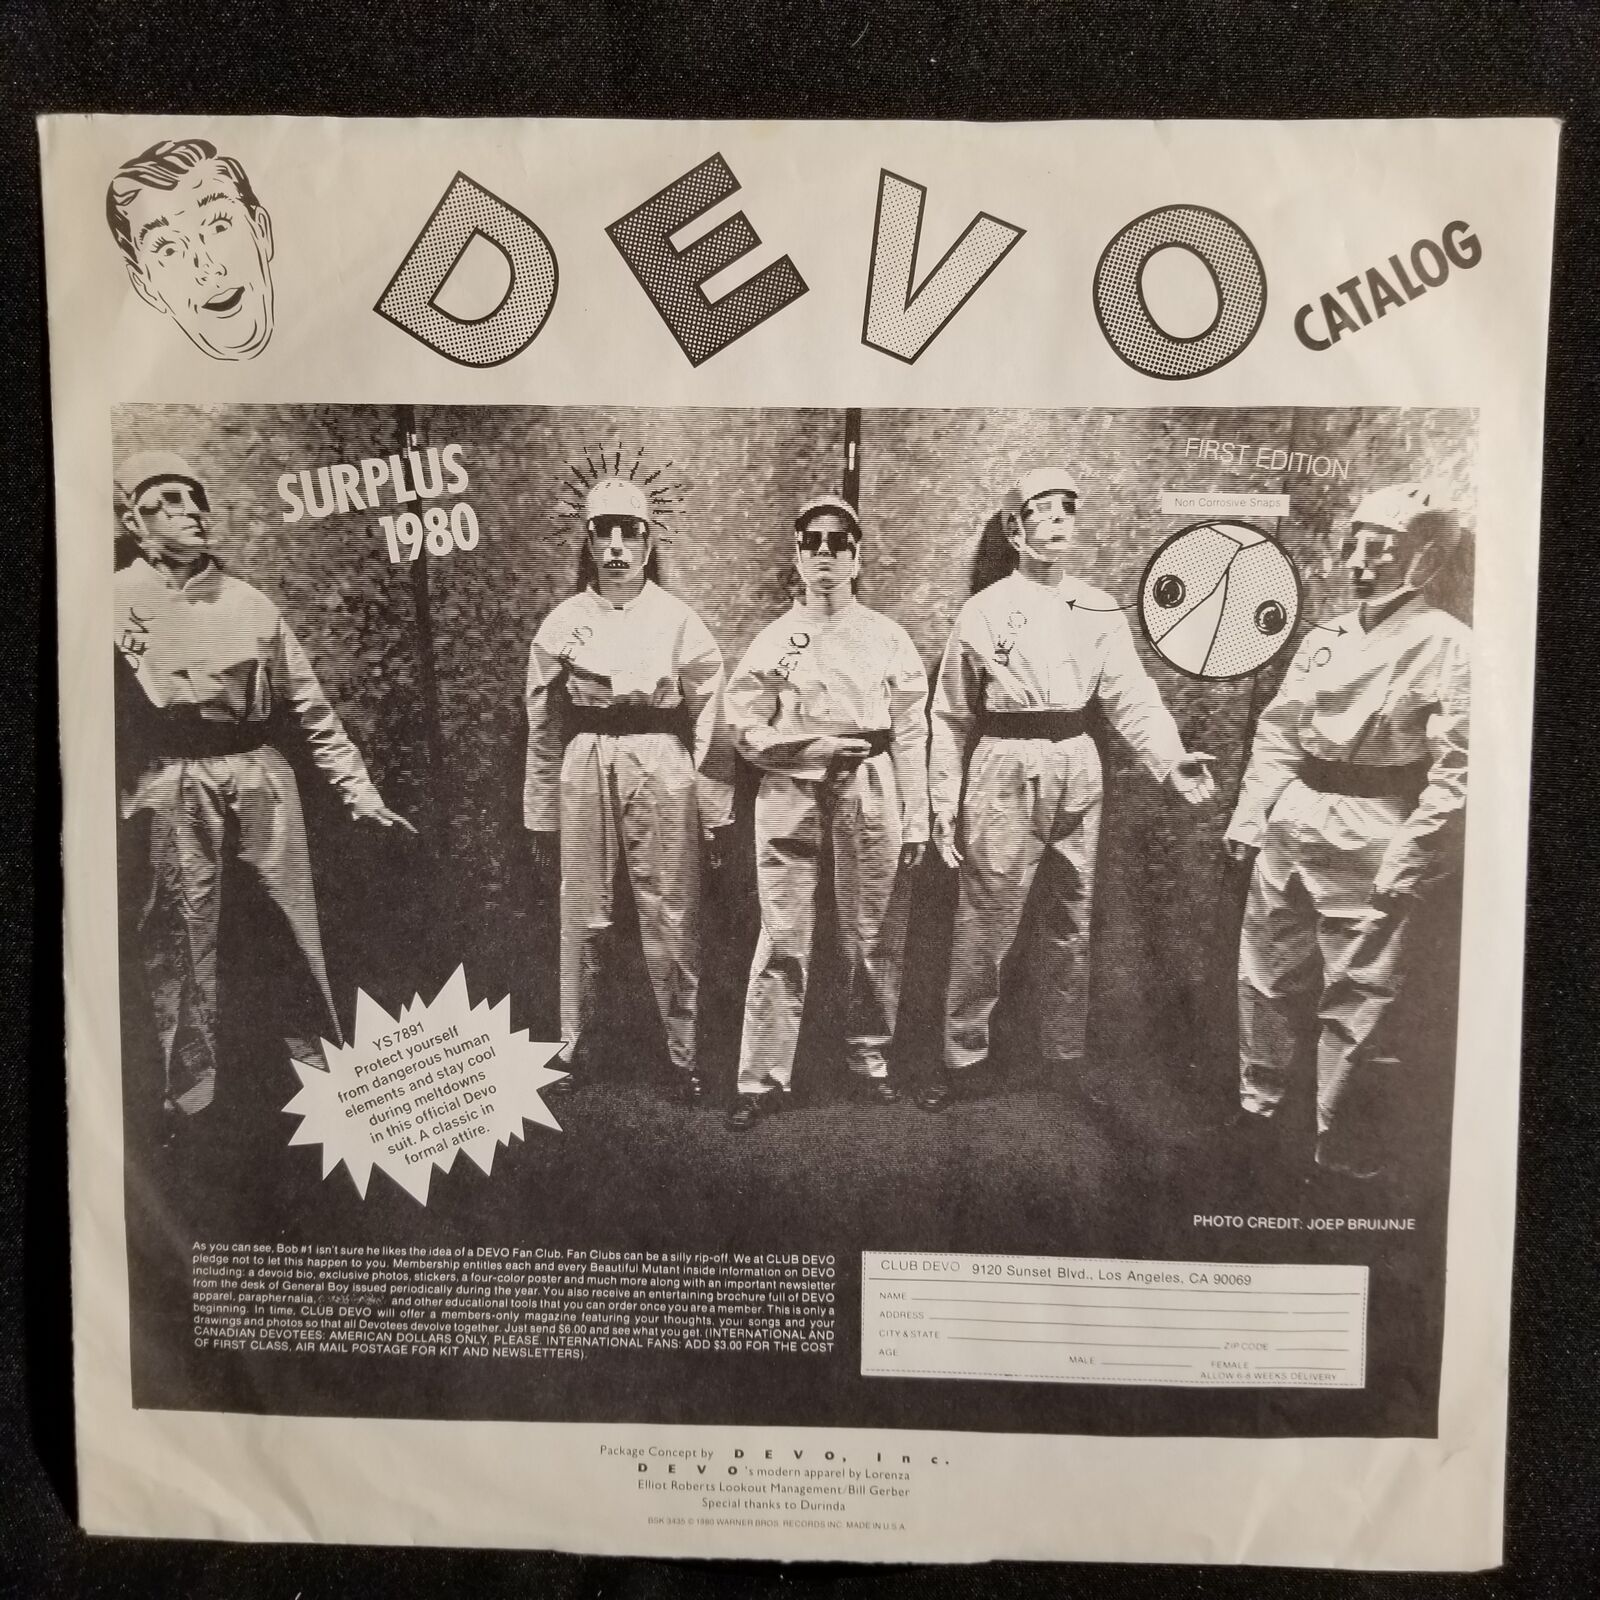 DEVO
CATALOG
SURPLUS
1980
FIRST EDITION
Non Corrosive Snaps
DEVO
DEVO
DEVO
DEVO
VO
YS7891
Protect yourself
from dangerous human
elements and stay cool
during meltdowns
in this official Devo
suit. A classic in
formal attire.
PHOTO CREDIT: JOEP BRUIJNJE
As you can see, Bob #1 isn't sure he likes the idea of a DEVO Fan Club. Fan Clubs can be a silly rip-off. We at CLUB DEVO
pledge not to let this happen to you. Membership entitles each and every Beautiful Mutant inside information on DEVO
including: a devoid bio, exclusive photos, stickers, a four-color poster and much more along with an important newsletter
from the desk of General Boy issued periodically during the year. You also receive an entertaining brochure full of DEVO
apparel, paraphernalia, and other educational tools that you can order once you are a member. This is only a
beginning. In time, CLUB DEVO will offer a members-only magazine featuring your thoughts, your songs and your
drawings and photos so that all Devotees devolve together. Just send $6.00 and see what you get. (INTERNATIONAL AND
CANADIAN DEVOTEES: AMERICAN DOLLARS ONLY, PLEASE. INTERNATIONAL FANS: ADD $3.00 FOR THE COST
OF FIRST CLASS, AIR MAIL POSTAGE FOR KIT AND NEWSLETTERS).
CLUB DEVO 9120 Sunset Blvd., Los Angeles, CA 90069
NAME
ADDRESS
CITY & STATE ZIP CODE
AGE MALE FEMALE
ALLOW 6-8 WEEKS DELIVERY
Package Concept by DEVO, Inc.
DEVO's modern apparel by Lorenza
Elliot Roberts Lookout Management/Bill Gerber
Special thanks to Durinda
BSK 3435 © 1980 WARNER BROS. RECORDS INC. MADE IN U.S.A.